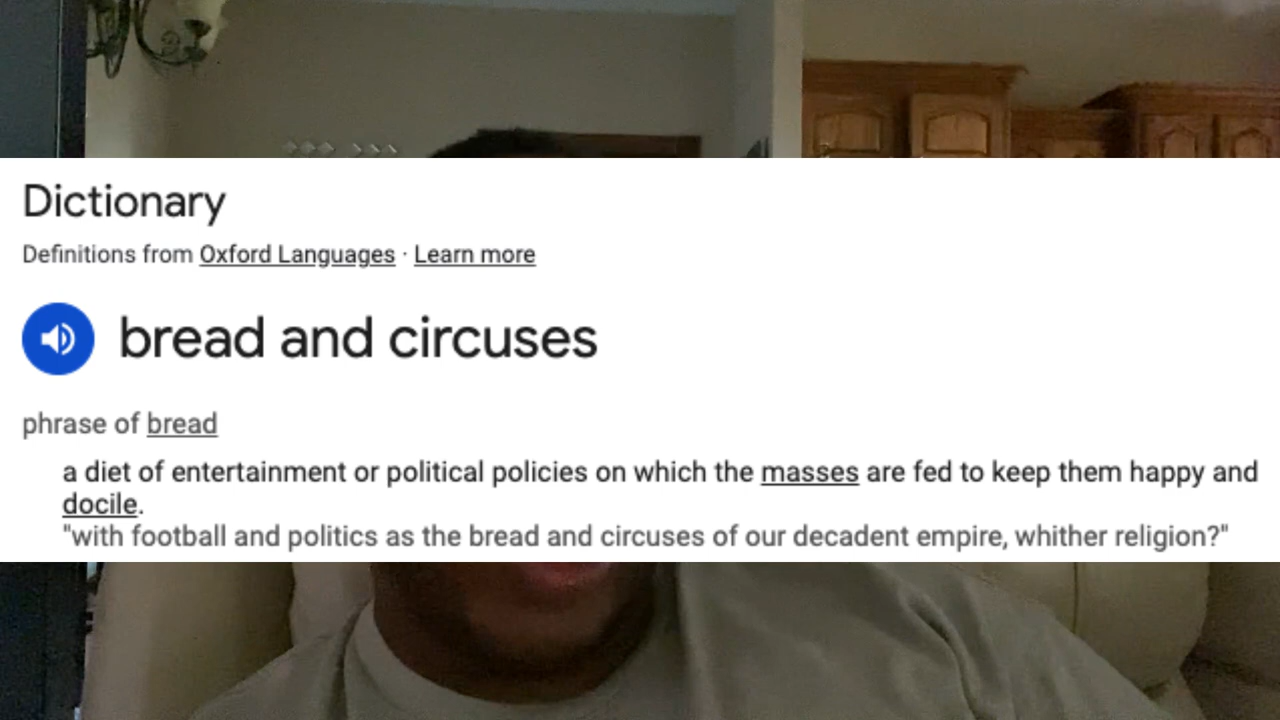 Dictionary
Definitions from Oxford Languages · Learn more
bread and circuses
phrase of bread
a diet of entertainment or political policies on which the masses are fed to keep them happy and
docile.
"with football and politics as the bread and circuses of our decadent empire, whither religion?"